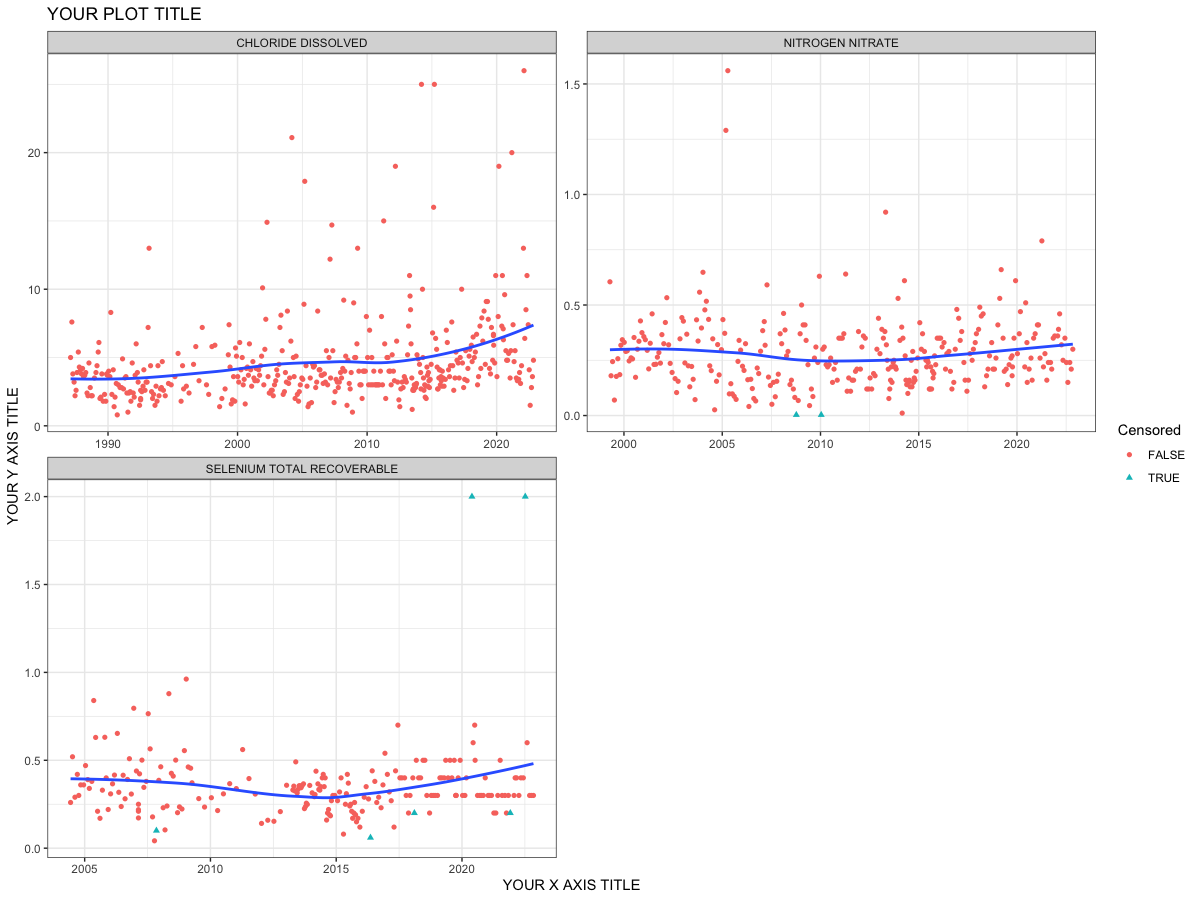 YOUR PLOT TITLE
CHLORIDE DISSOLVED
NITROGEN NITRATE
20
10
0
1990 2000 2010 2020
1.5
1.0
0.5
0.0
2000 2005 2010 2015 2020
SELENIUM TOTAL RECOVERABLE
2.0
1.5
1.0
0.5
0.0
2005 2010 2015 2020
YOUR Y AXIS TITLE
YOUR X AXIS TITLE
Censored
FALSE
TRUE